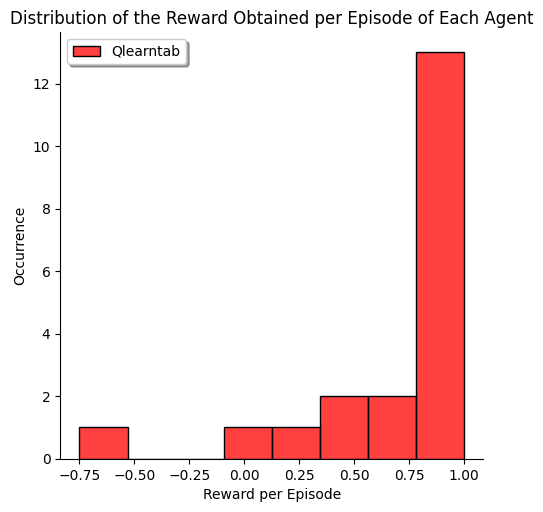 Distribution of the Reward Obtained per Episode of Each Agent
Qlearntab
Occurrence
12
10
8
6
4
2
0
−0.75 −0.50 −0.25 0.00 0.25 0.50 0.75 1.00
Reward per Episode